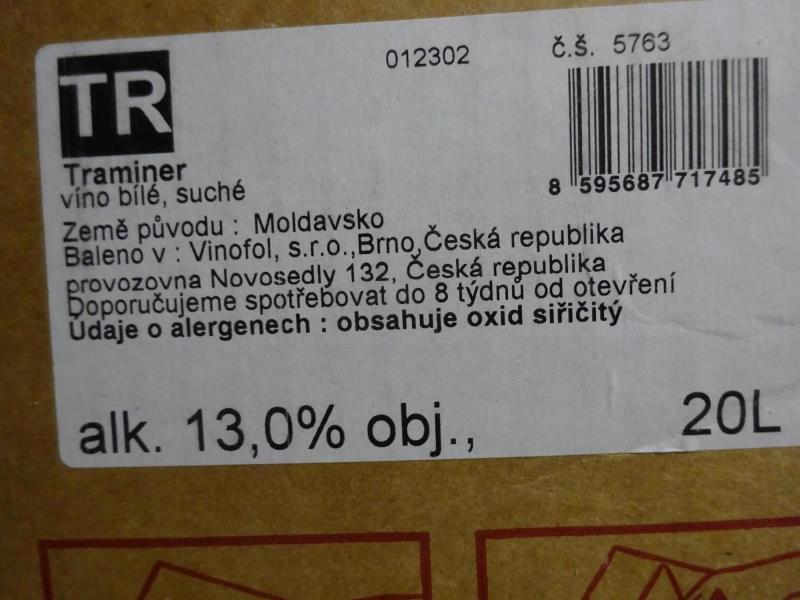 TR
012302
č.š. 5763
8 595687 717485
Traminer
víno bílé, suché
Země původu : Moldavsko
Baleno v : Vinofol, s.r.o.,Brno,Česká republika
provozovna Novosedly 132, Česká republika
Doporučujeme spotřebovat do 8 týdnů od otevření
Údaje o alergenech : obsahuje oxid siřičitý
alk. 13,0% obj.,
20L